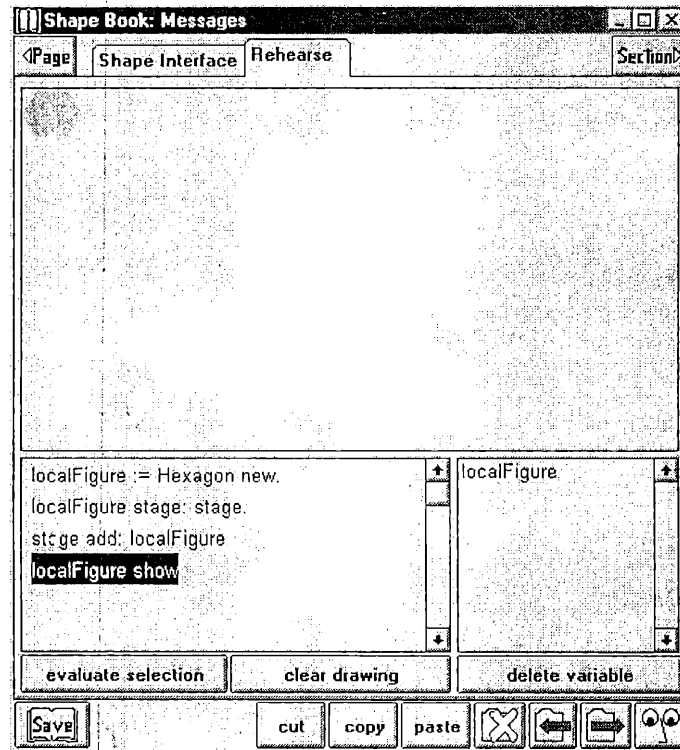 Shape Book: Messages
Page
Shape Interface
Rehearse
Section
localFigure := Hexagon new.
localFigure stage: stage.
stage add: localFigure
localFigure show
localFigure
evaluate selection
clear drawing
delete variable
Save
cut
copy
paste